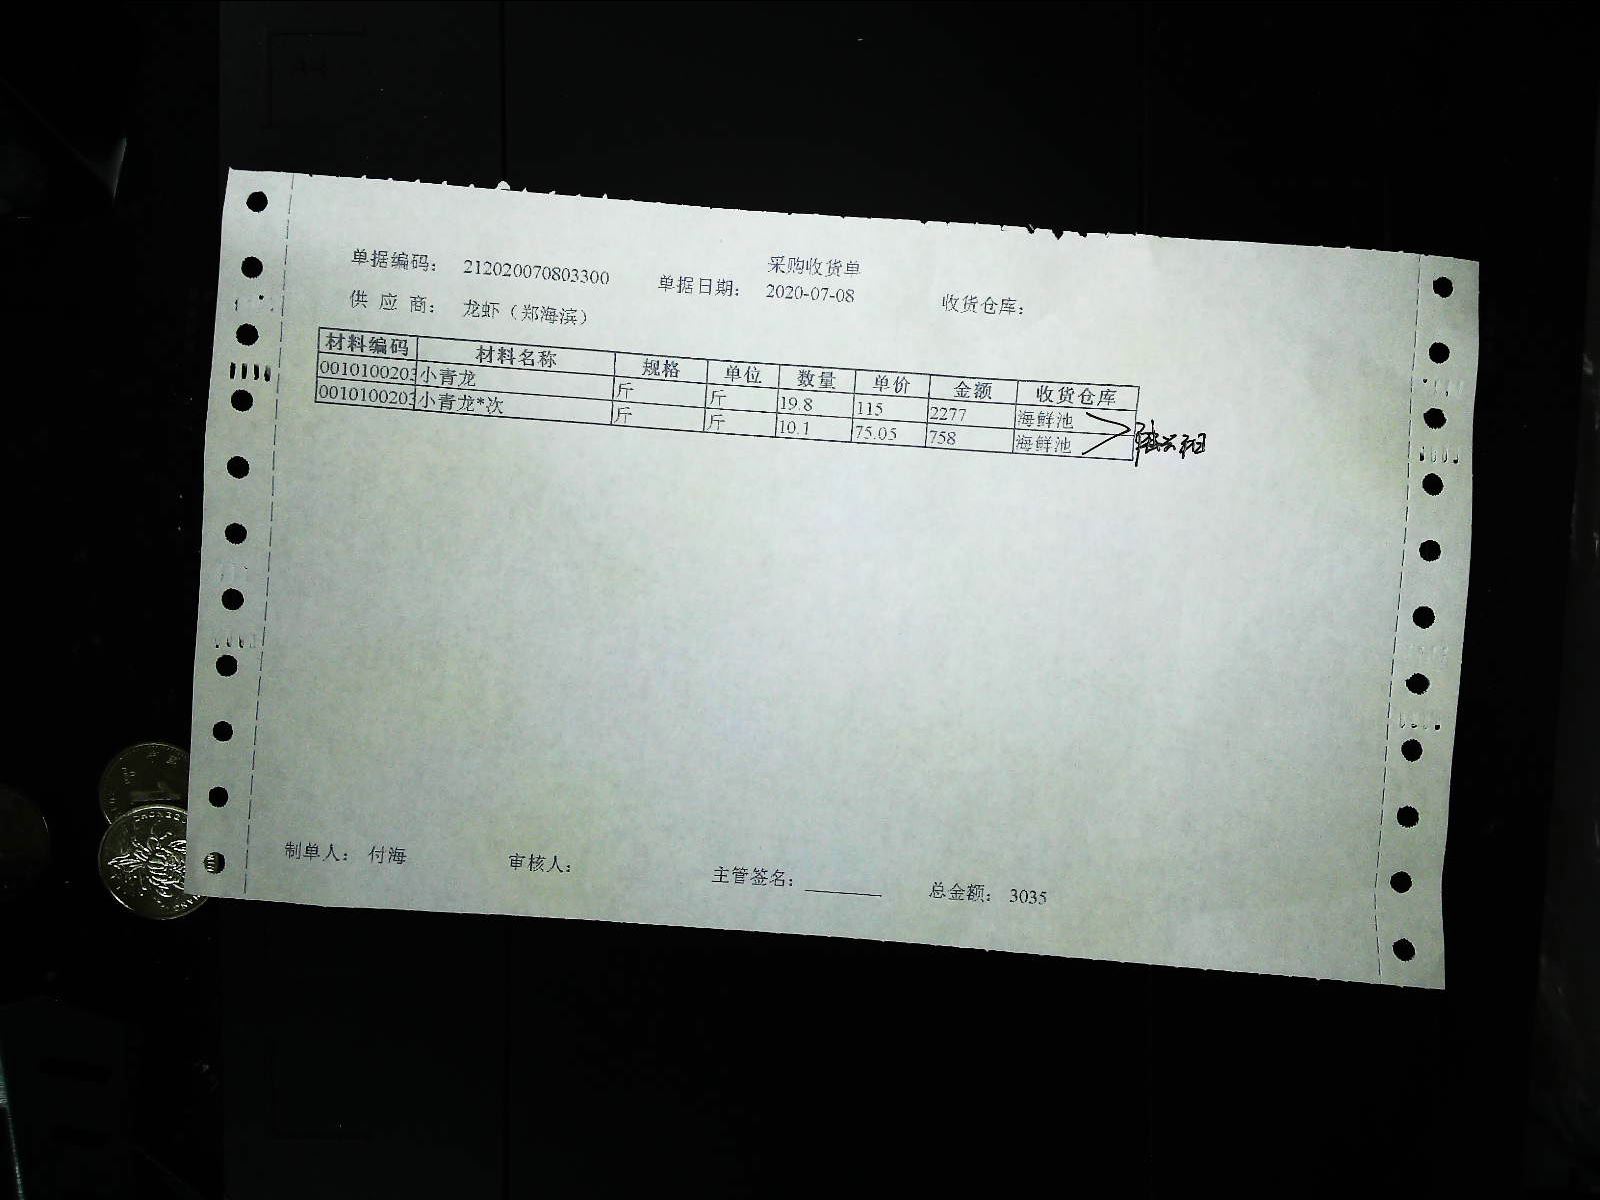 采购收货单
单据编码： 212020070803300 单据日期： 2020-07-08 收货仓库：
供 应 商： 龙虾（郑海滨）
材料编码 材料名称 规格 单位 数量 单价 金额 收货仓库
0010100203 小青龙 斤 斤 19.8 115 2277 海鲜池
0010100203 小青龙*次 斤 斤 10.1 75.05 758 海鲜池
制单人： 付海 审核人： 主管签名： 总金额： 3035